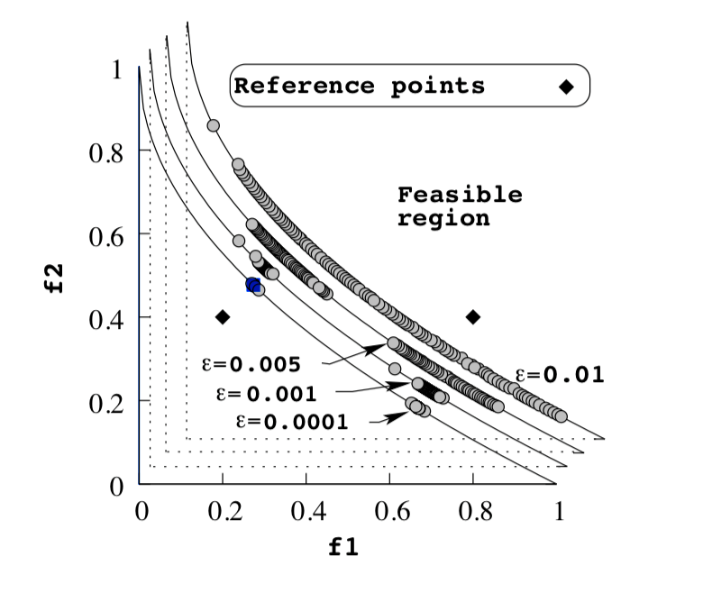 1
Reference points
0.8
Feasible
region
0.6
f2
0.4
ε=0.005
ε=0.01
ε=0.001
0.2
ε=0.0001
0
0 0.2 0.4 0.6 0.8 1
f1